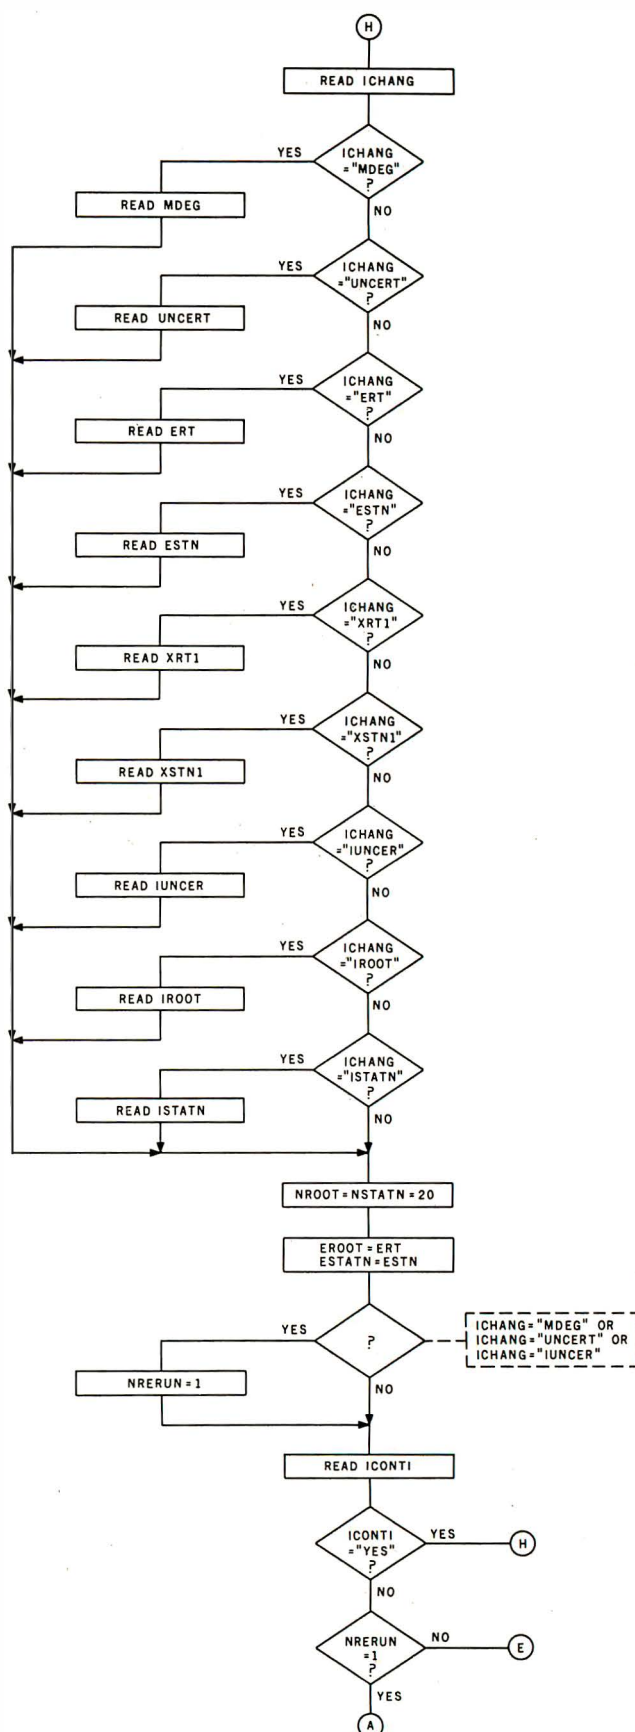 H
READ ICHANG
ICHANG
="MDEG"
?
YES
NO
READ MDEG
ICHANG
="UNCERT"
?
YES
NO
READ UNCERT
ICHANG
="ERT"
?
YES
NO
READ ERT
ICHANG
="ESTN"
?
YES
NO
READ ESTN
ICHANG
="XRT1"
?
YES
NO
READ XRT1
ICHANG
="XSTN1"
?
YES
NO
READ XSTN1
ICHANG
="IUNCER"
?
YES
NO
READ IUNCER
ICHANG
="IROOT"
?
YES
NO
READ IROOT
ICHANG
="ISTATN"
?
YES
NO
READ ISTATN
NROOT=NSTATN=20
EROOT=ERT
ESTATN=ESTN
?
YES
NO
ICHANG="MDEG" OR
ICHANG="UNCERT" OR
ICHANG="IUNCER"
NRERUN=1
READ ICONTI
ICONTI
="YES"
?
YES
H
NO
NRERUN
=1
?
NO
E
YES
A